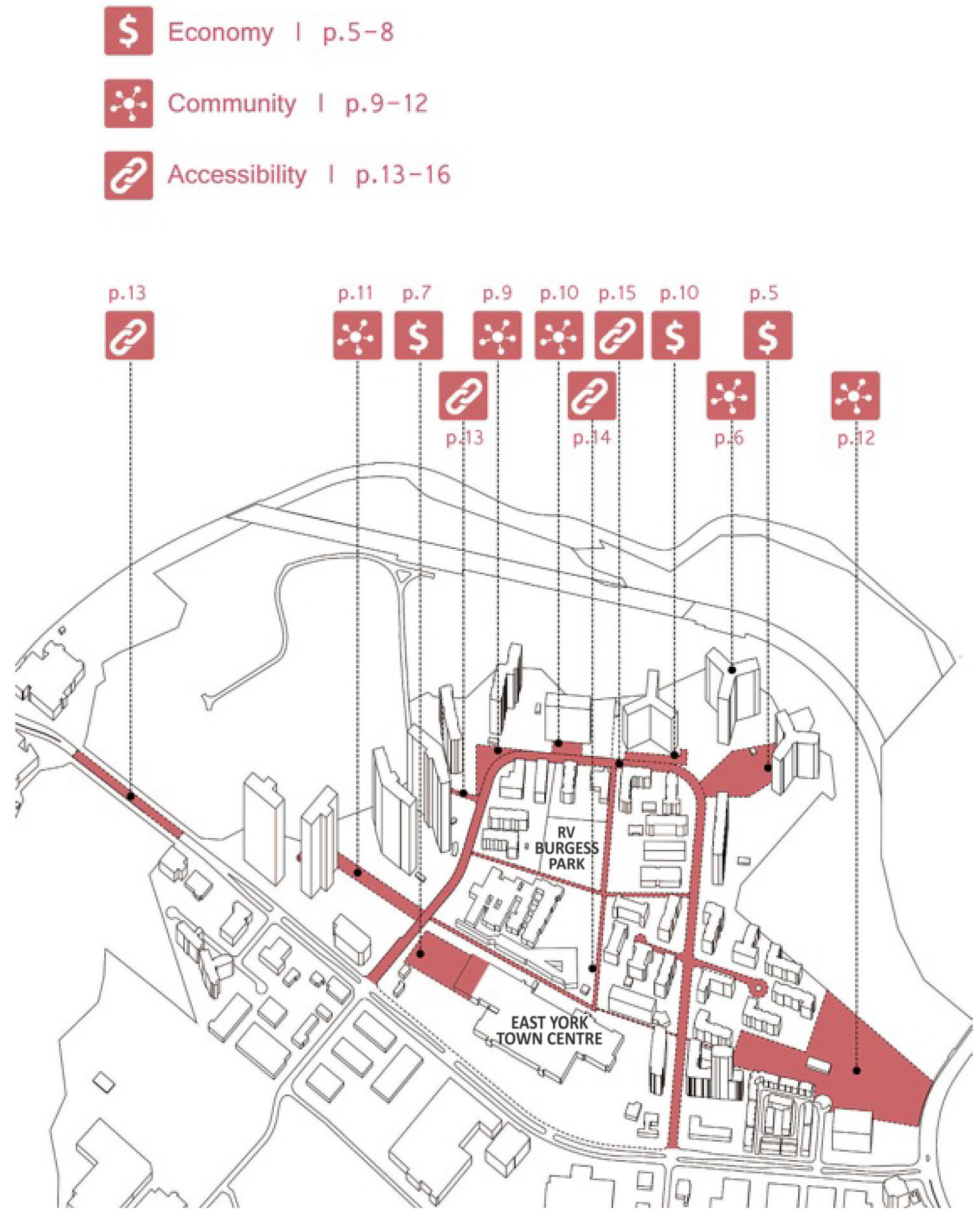 $ Economy | p.5-8
Community | p.9-12
Accessibility | p.13-16
p.13 p.11 p.7 p.9 p.10 p.15 p.10 p.5
$ $ $
p.13 p.14 p.6 p.12
RV
BURGESS
PARK
EAST YORK
TOWN CENTRE